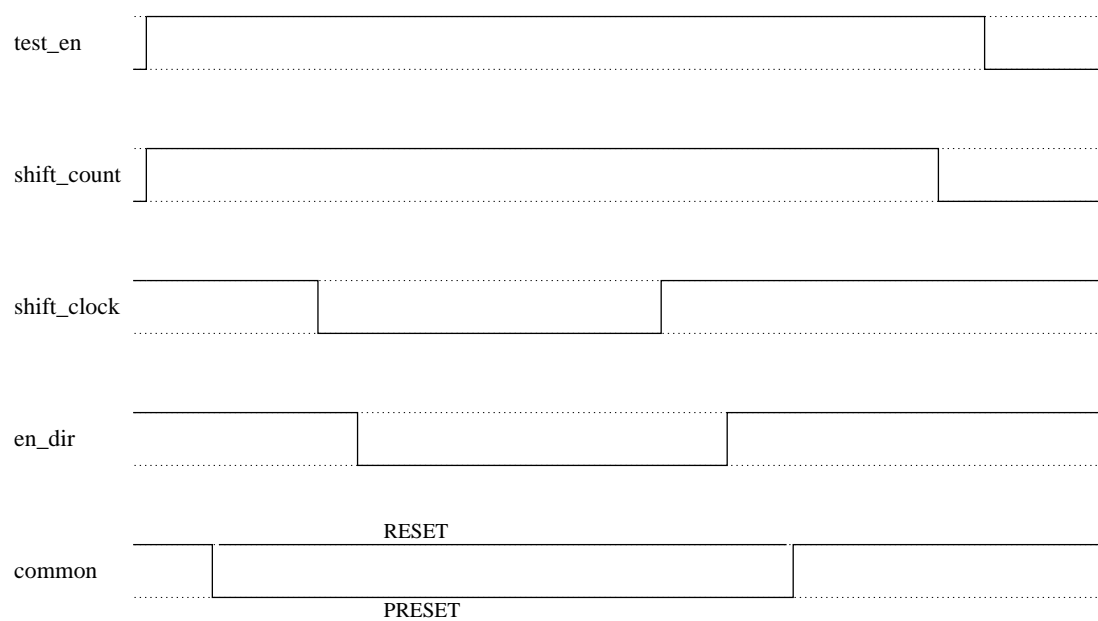 test_en
shift_count
shift_clock
en_dir
RESET
common
PRESET